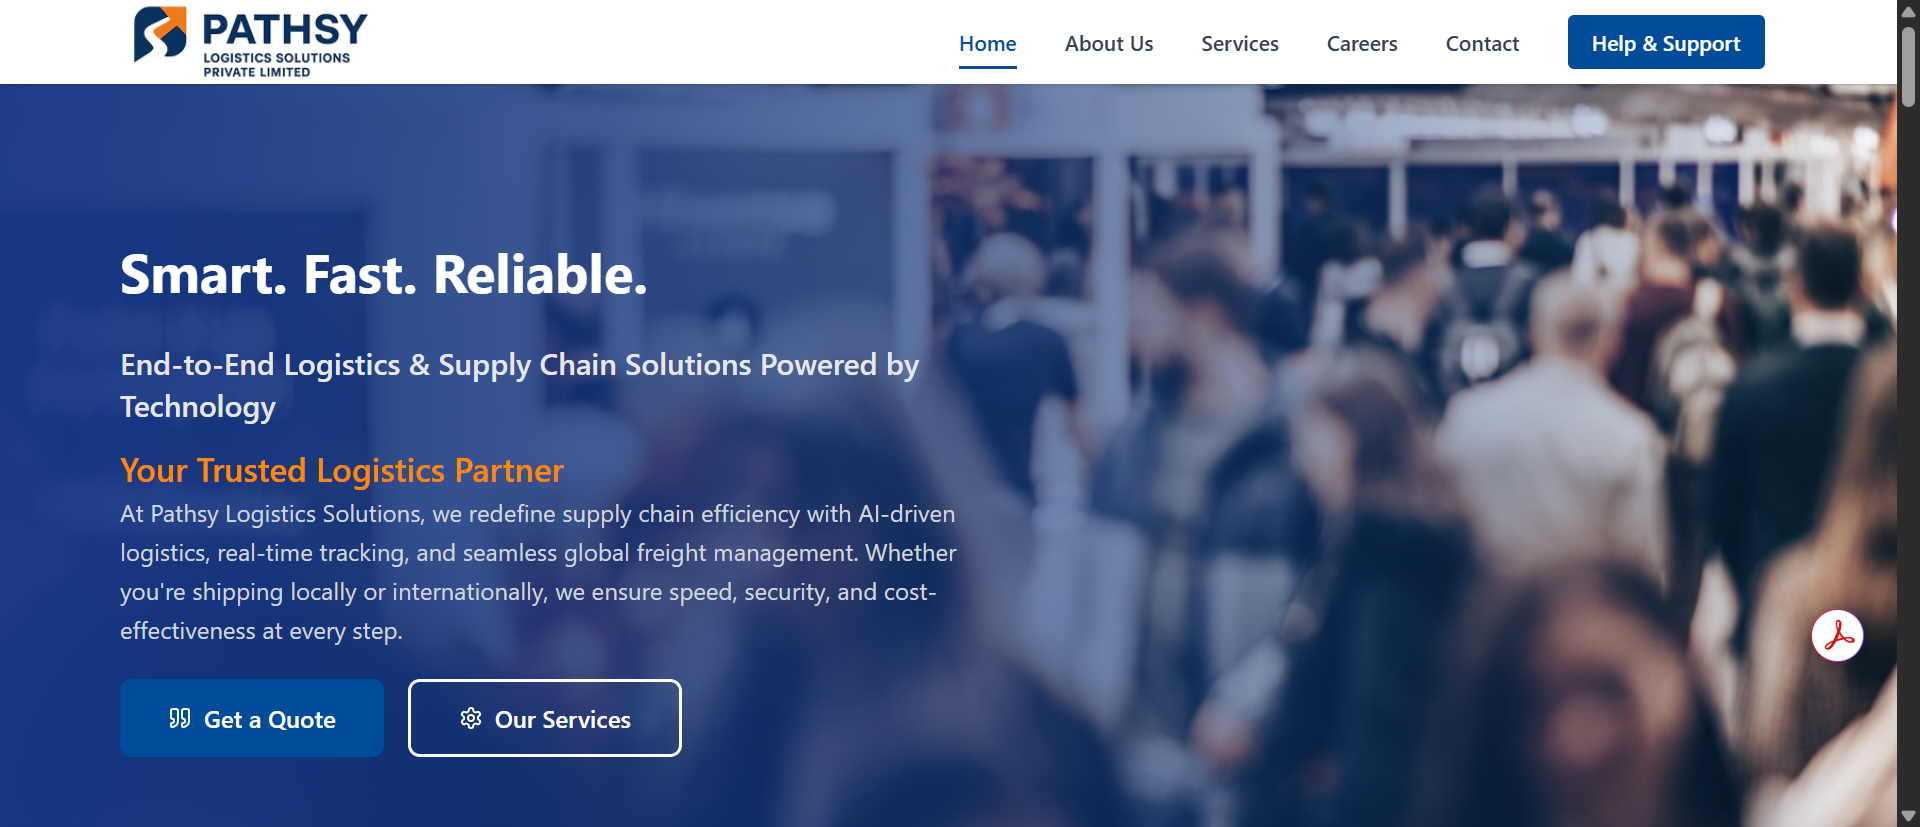 PATHSY
LOGISTICS SOLUTIONS
PRIVATE LIMITED
Home
About Us
Services
Careers
Contact
Help & Support
Smart. Fast. Reliable.
End-to-End Logistics & Supply Chain Solutions Powered by
Technology
Your Trusted Logistics Partner
At Pathsy Logistics Solutions, we redefine supply chain efficiency with AI-driven
logistics, real-time tracking, and seamless global freight management. Whether
you're shipping locally or internationally, we ensure speed, security, and cost-
effectiveness at every step.
Get a Quote
Our Services